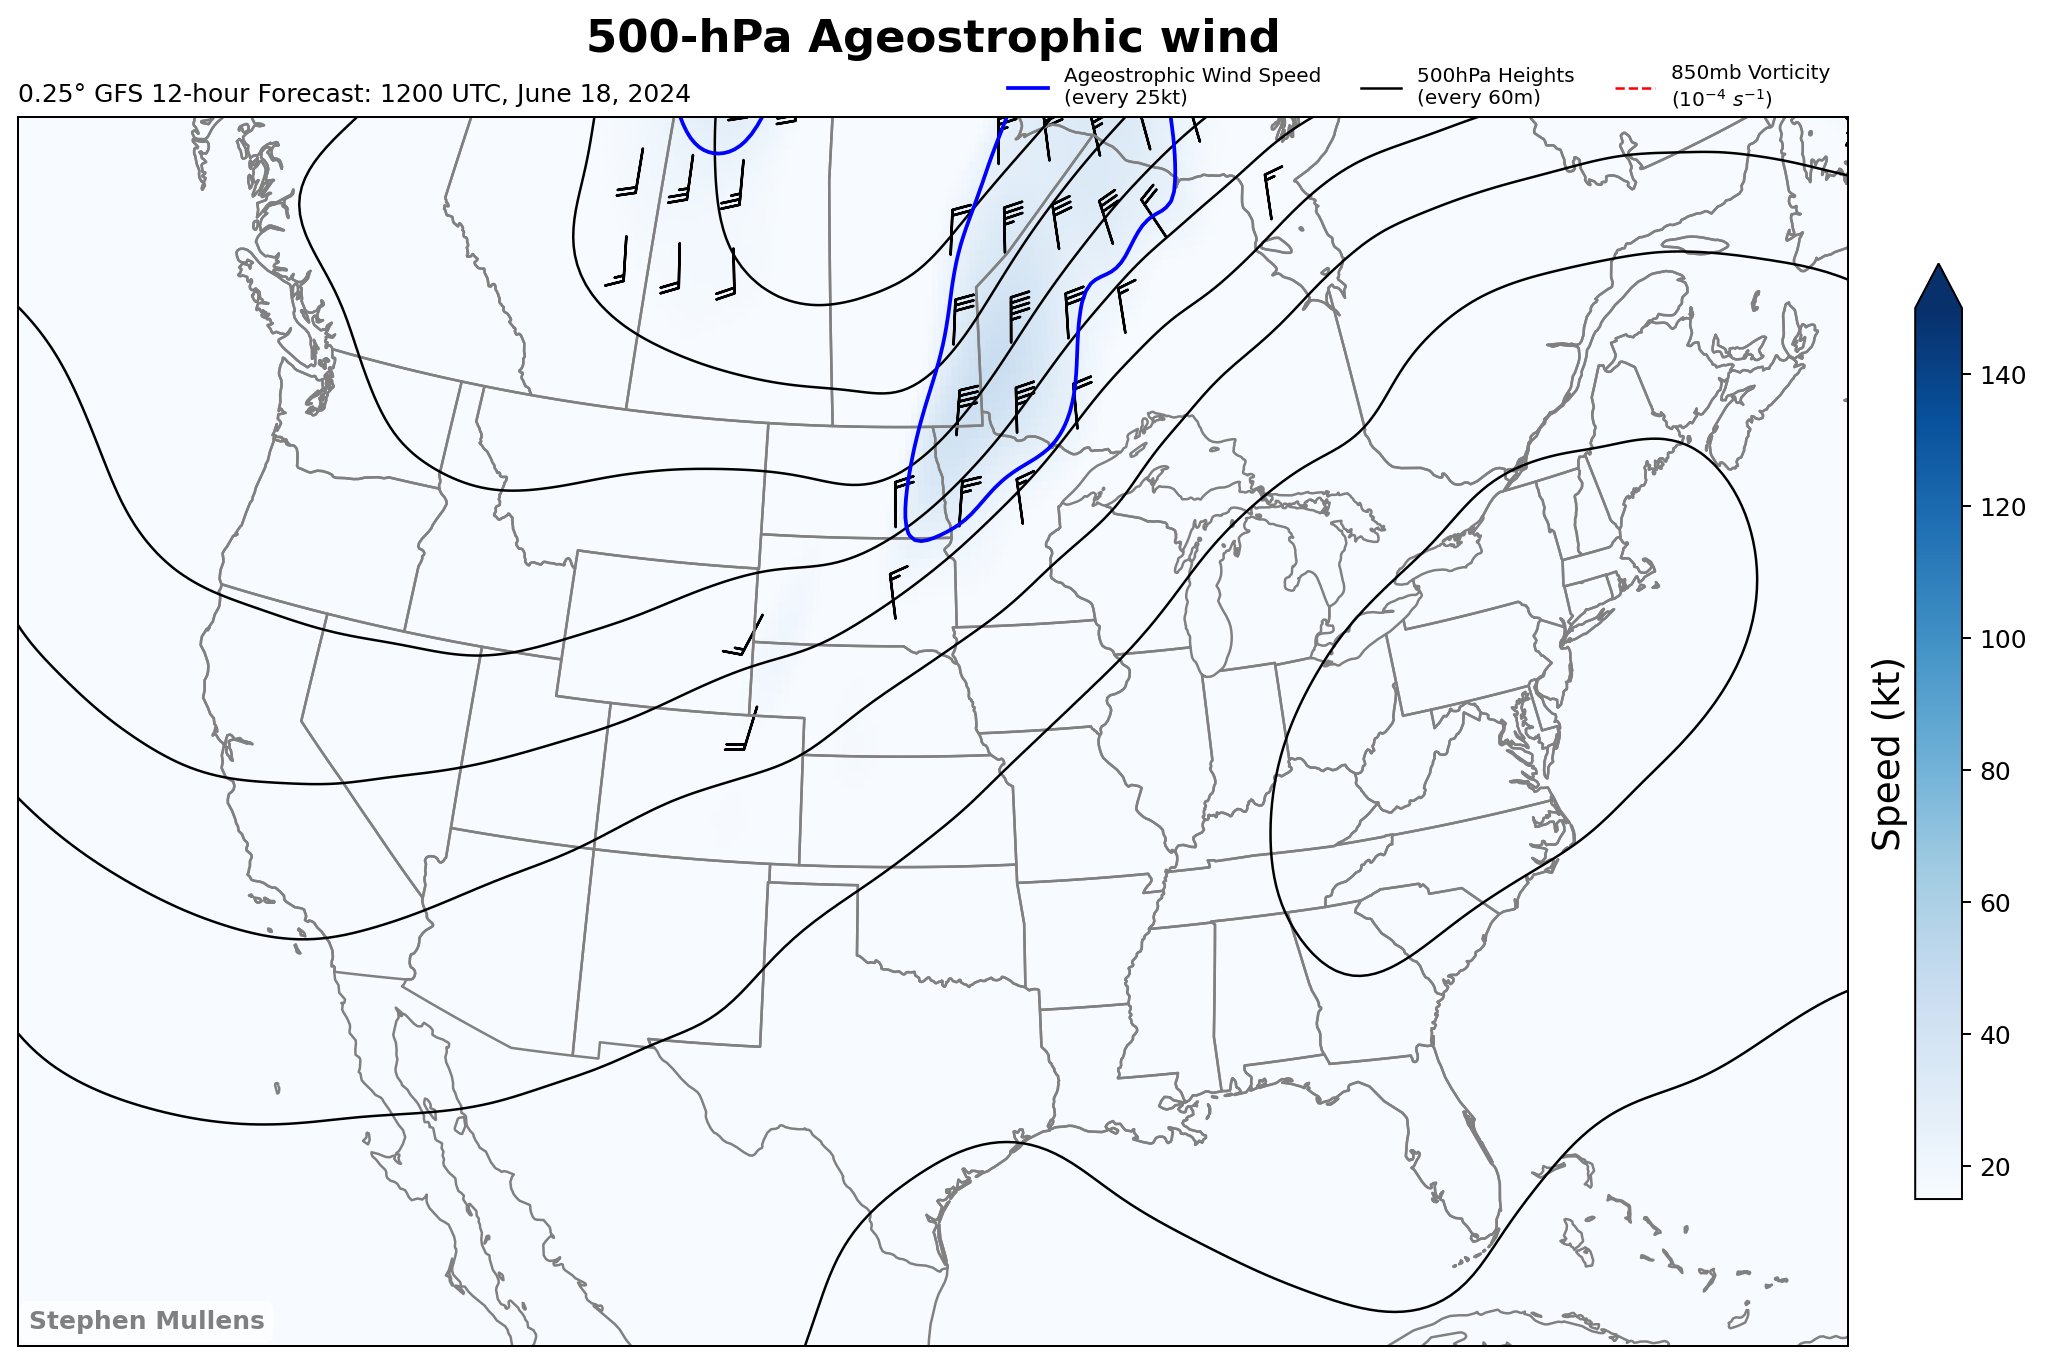 500-hPa Ageostrophic wind
0.25° GFS 12-hour Forecast: 1200 UTC, June 18, 2024
Ageostrophic Wind Speed
(every 25kt)
500hPa Heights
(every 60m)
850mb Vorticity
(10⁻⁴ s⁻¹)
140
120
100
80
60
40
20
Speed (kt)
Stephen Mullens